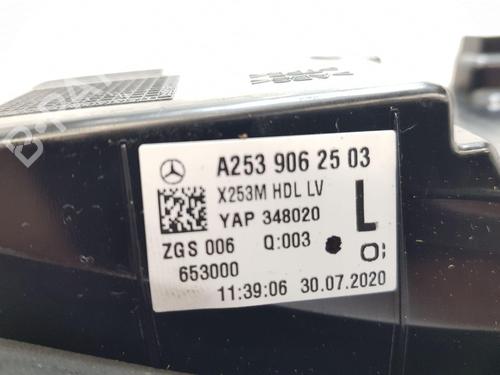 A253 906 25 03
X253M HDL LV
YAP 348020
L
ZGS 006 Q:003
653000
11:39:06 30.07.2020